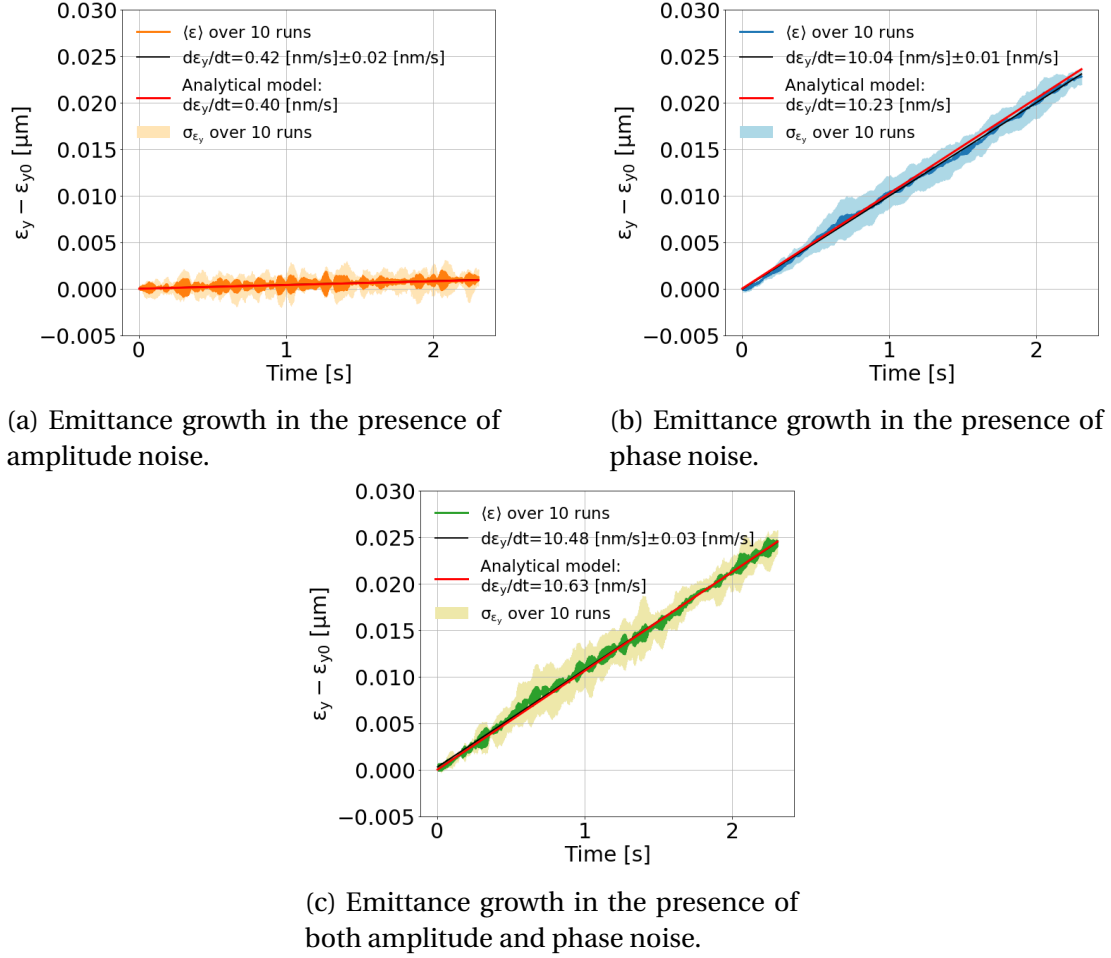 0.030
0.025
0.020
0.015
0.010
0.005
0.000
−0.005
εy − εy0 [μm]
⟨ε⟩ over 10 runs
dεy/dt=0.42 [nm/s]±0.02 [nm/s]
Analytical model:
dεy/dt=0.40 [nm/s]
σεy over 10 runs
0 1 2
Time [s]
(a) Emittance growth in the presence of
amplitude noise.
0.030
0.025
0.020
0.015
0.010
0.005
0.000
−0.005
εy − εy0 [μm]
⟨ε⟩ over 10 runs
dεy/dt=10.04 [nm/s]±0.01 [nm/s]
Analytical model:
dεy/dt=10.23 [nm/s]
σεy over 10 runs
0 1 2
Time [s]
(b) Emittance growth in the presence of
phase noise.
0.030
0.025
0.020
0.015
0.010
0.005
0.000
−0.005
εy − εy0 [μm]
⟨ε⟩ over 10 runs
dεy/dt=10.48 [nm/s]±0.03 [nm/s]
Analytical model:
dεy/dt=10.63 [nm/s]
σεy over 10 runs
0 1 2
Time [s]
(c) Emittance growth in the presence of
both amplitude and phase noise.